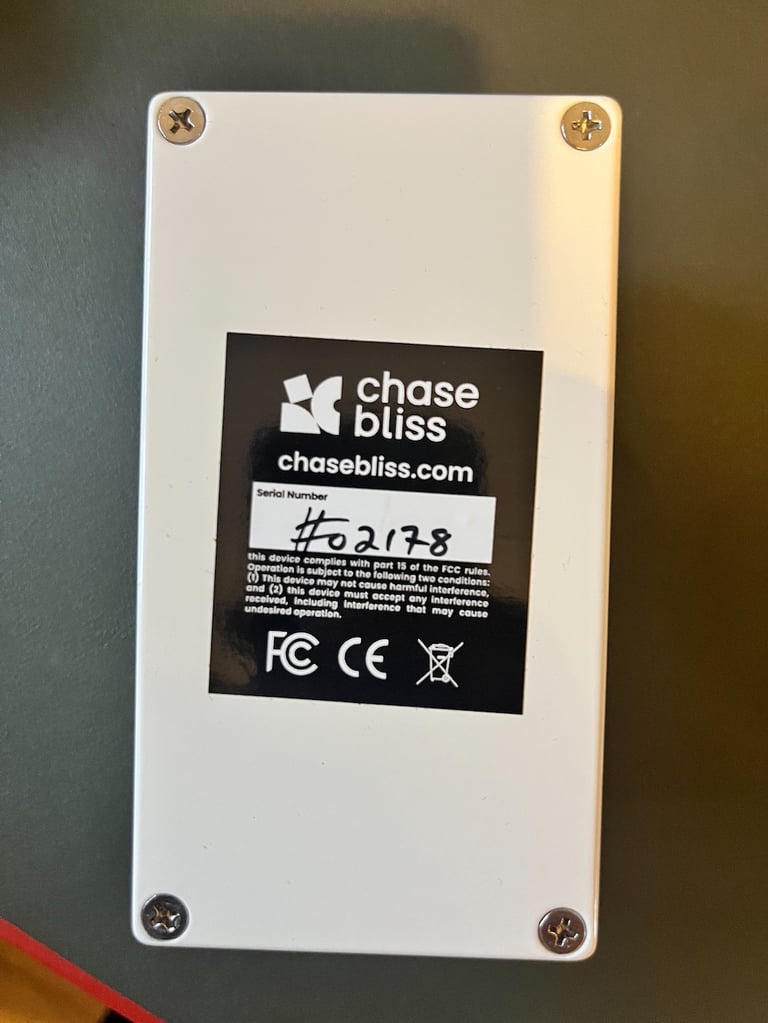 chase
bliss
chasebliss.com
Serial Number
#02178
this device complies with part 15 of the FCC rules.
Operation is subject to the following two conditions:
(1) This device may not cause harmful interference,
and (2) this device must accept any interference
received, including interference that may cause
undesired operation.
FC CE